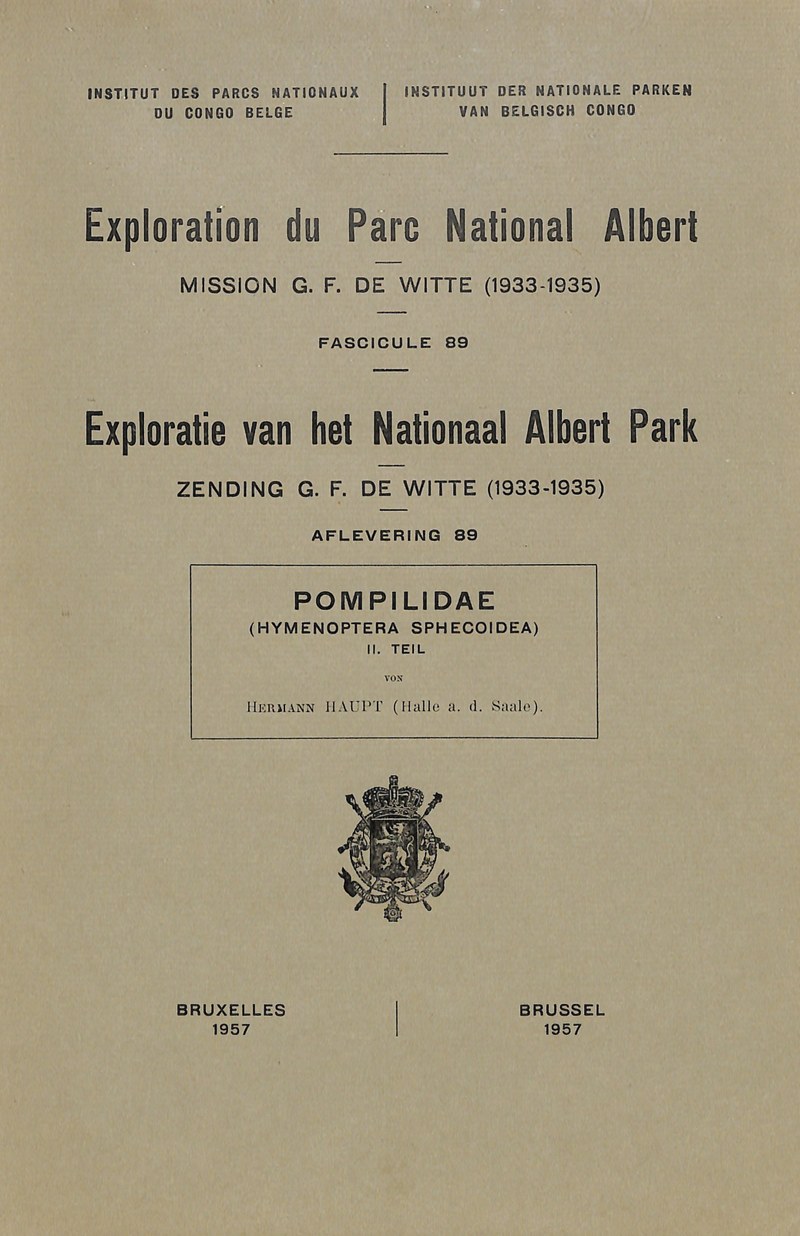 INSTITUT DES PARCS NATIONAUX
DU CONGO BELGE
INSTITUUT DER NATIONALE PARKEN
VAN BELGISCH CONGO
Exploration du Parc National Albert
MISSION G. F. DE WITTE (1933-1935)
FASCICULE 89
Exploratie van het Nationaal Albert Park
ZENDING G. F. DE WITTE (1933-1935)
AFLEVERING 89
POMPILIDAE
(HYMENOPTERA SPHECOIDEA)
II. TEIL
VON
HERMANN HAUPT (Halle a. d. Saale).
BRUXELLES
1957
BRUSSEL
1957